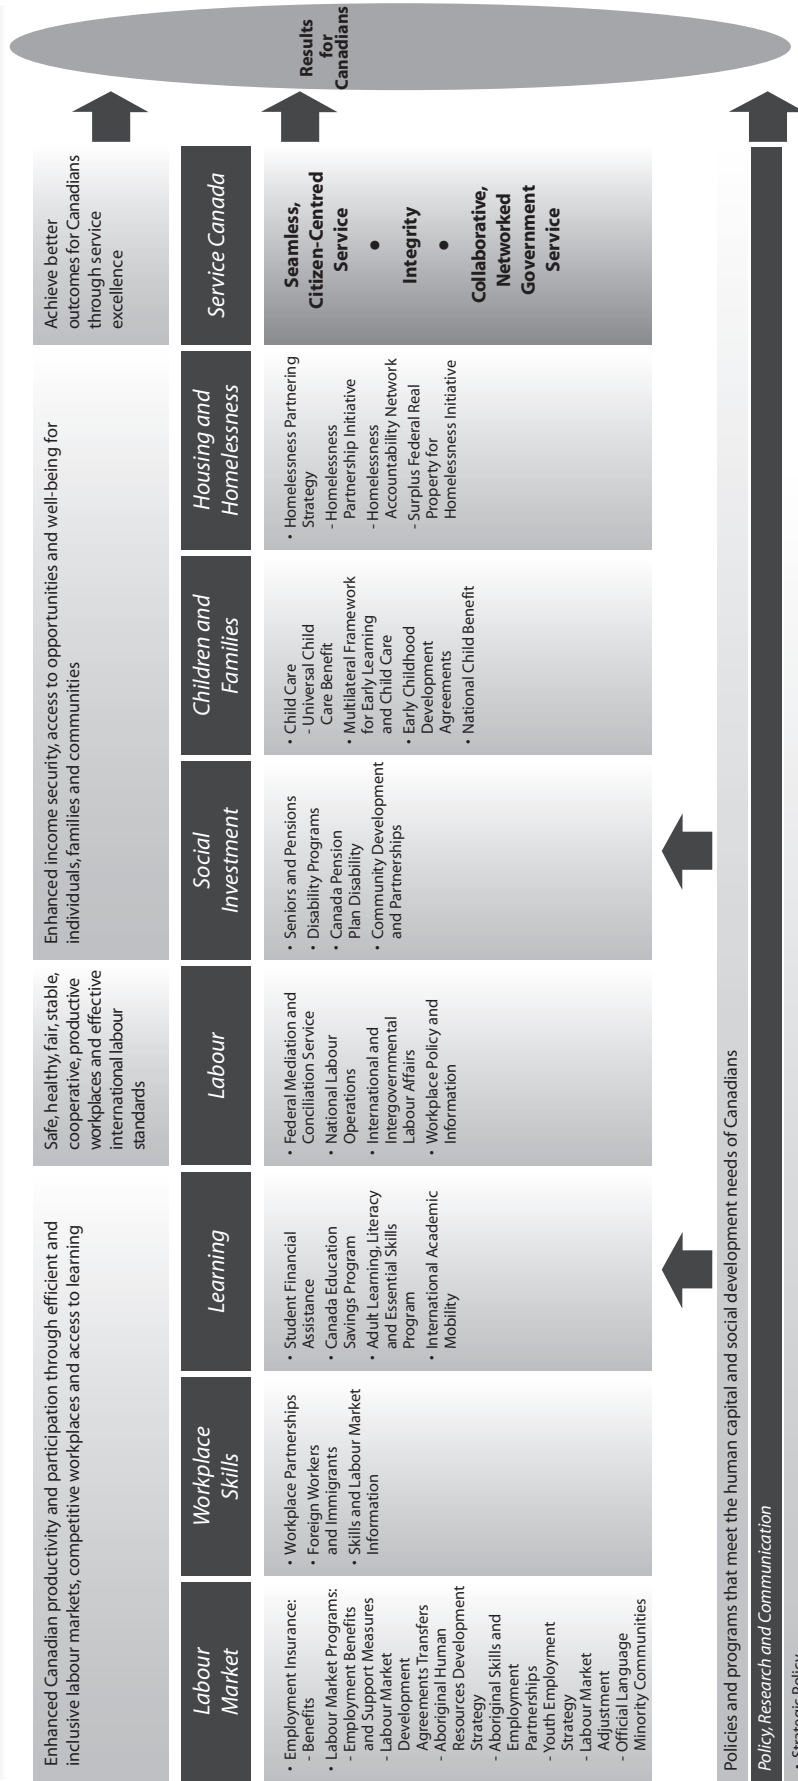 Enhanced Canadian productivity and participation through efficient and
inclusive labour markets, competitive workplaces and access to learning
Safe, healthy, fair, stable,
cooperative, productive
workplaces and effective
international labour
standards
Enhanced income security, access to opportunities and well-being for
individuals, families and communities
Achieve better
outcomes for Canadians
through service
excellence
Labour
Market
Workplace
Skills
Learning
Labour
Social
Investment
Children and
Families
Housing and
Homelessness
Service Canada
• Employment Insurance:
- Benefits
• Labour Market Programs:
- Employment Benefits
and Support Measures
- Labour Market
Development
Agreements Transfers
- Aboriginal Human
Resources Development
Strategy
- Aboriginal Skills and
Employment
Partnerships
- Youth Employment
Strategy
- Labour Market
Adjustment
- Official Language
Minority Communities
• Workplace Partnerships
• Foreign Workers
and Immigrants
• Skills and Labour Market
Information
• Student Financial
Assistance
• Canada Education
Savings Program
• Adult Learning, Literacy
and Essential Skills
Program
• International Academic
Mobility
• Federal Mediation and
Conciliation Service
• National Labour
Operations
• International and
Intergovernmental
Labour Affairs
• Workplace Policy and
Information
• Seniors and Pensions
• Disability Programs
• Canada Pension
Plan Disability
• Community Development
and Partnerships
• Child Care
- Universal Child
Care Benefit
• Multilateral Framework
for Early Learning
and Child Care
• Early Childhood
Development
Agreements
• National Child Benefit
• Homelessness Partnering
Strategy
- Homelessness
Partnership Initiative
- Homelessness
Accountability Network
- Surplus Federal Real
Property for
Homelessness Initiative
Seamless,
Citizen-Centred
Service
•
Integrity
•
Collaborative,
Networked
Government
Service
Results
for
Canadians
Policies and programs that meet the human capital and social development needs of Canadians
Policy, Research and Communication
• Strategic Policy